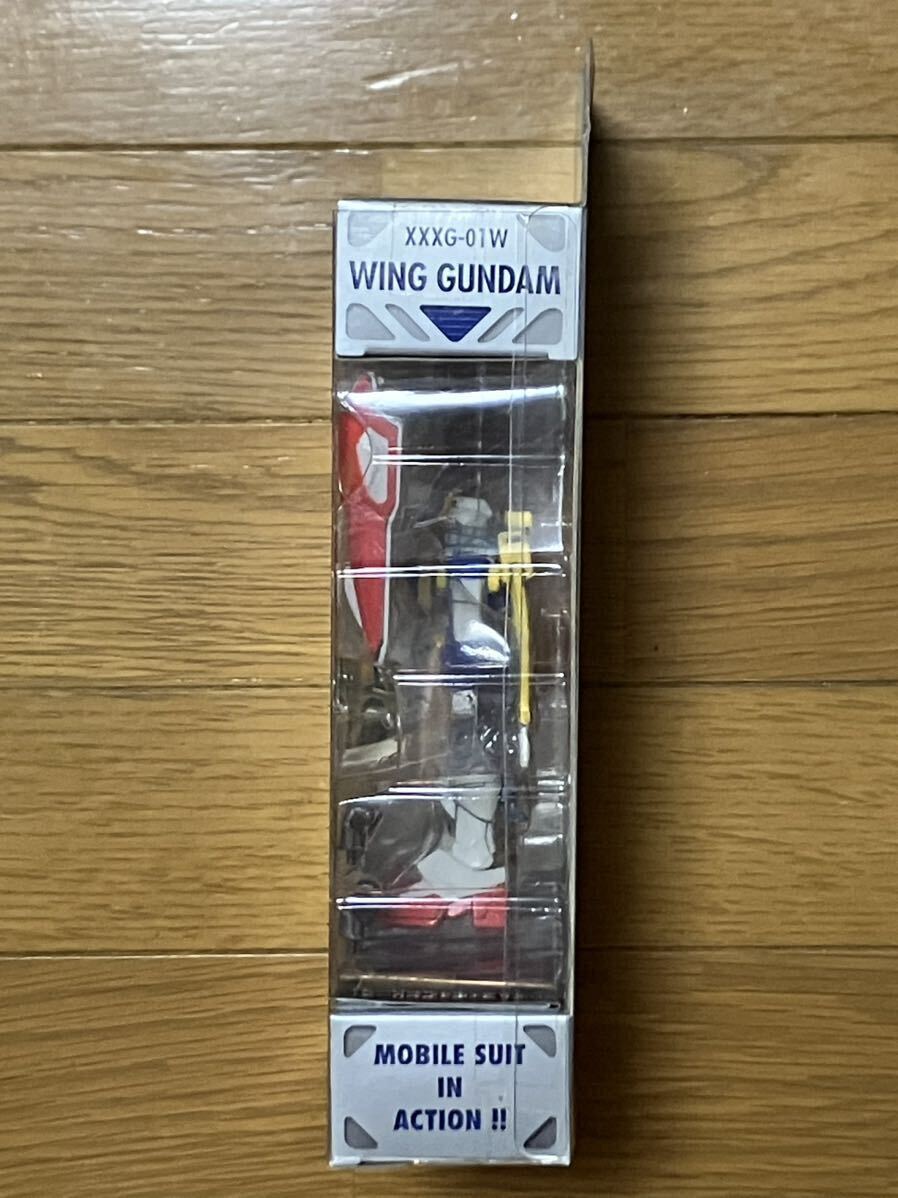 XXXG-01W
WING GUNDAM
MOBILE SUIT
IN
ACTION !!